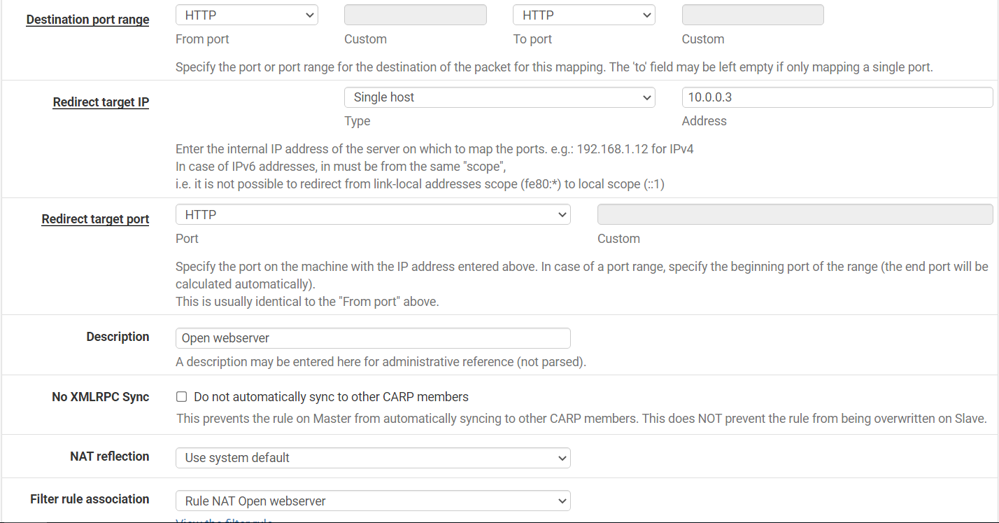 Destination port range
HTTP
HTTP
From port
Custom
To port
Custom
Specify the port or port range for the destination of the packet for this mapping. The 'to' field may be left empty if only mapping a single port.
Redirect target IP
Single host
10.0.0.3
Type
Address
Enter the internal IP address of the server on which to map the ports. e.g.: 192.168.1.12 for IPv4
In case of IPv6 addresses, in must be from the same "scope",
i.e. it is not possible to redirect from link-local addresses scope (fe80:*) to local scope (::1)
Redirect target port
HTTP
Port
Custom
Specify the port on the machine with the IP address entered above. In case of a port range, specify the beginning port of the range (the end port will be
calculated automatically).
This is usually identical to the "From port" above.
Description
Open webserver
A description may be entered here for administrative reference (not parsed).
No XMLRPC Sync
Do not automatically sync to other CARP members
This prevents the rule on Master from automatically syncing to other CARP members. This does NOT prevent the rule from being overwritten on Slave.
NAT reflection
Use system default
Filter rule association
Rule NAT Open webserver
View the filter rule